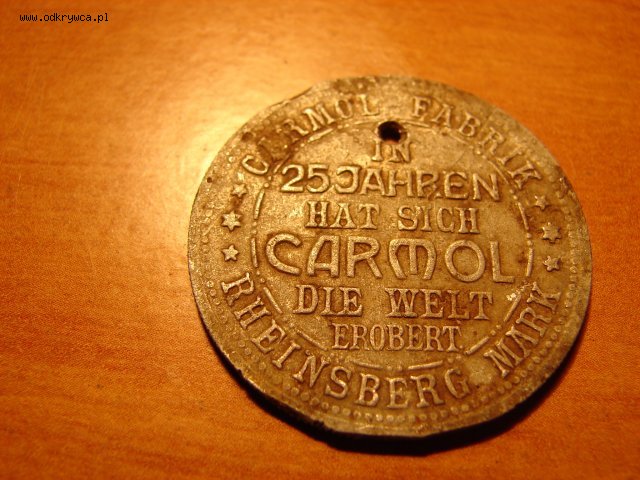 www.odkrywca.pl
CARMOL FABRIK
IN
25 JAHREN
HAT SICH
CARMOL
DIE WELT
EROBERT
RHEINSBERG MARK